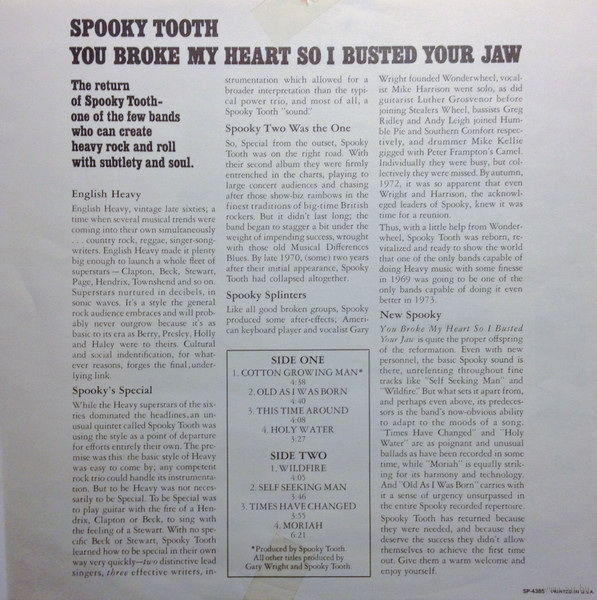 SPOOKY TOOTH
YOU BROKE MY HEART SO I BUSTED YOUR JAW
The return
of Spooky Tooth–
one of the few bands
who can create
heavy rock and roll
with subtlety and soul.
English Heavy
English Heavy, vintage late sixties; a
time when several musical trends were
coming into their own simultaneously
. . . country rock, reggae, singer-song-
writers. English Heavy made it plenty
big enough to launch a whole fleet of
superstars – Clapton, Beck, Stewart,
Page, Hendrix, Townshend and so on.
Superstars nurtured in decibels, in
sonic waves. It's a style the general
rock audience embraces and will prob-
ably never outgrow because it's as
basic to its era as Berry, Presley, Holly
and Haley were to theirs. Cultural
and social indentification, for what-
ever reasons, forges the final, under-
lying link.
Spooky's Special
While the Heavy superstars of the six-
ties dominated the headlines, an un-
usual quintet called Spooky Tooth was
using the style as a point of departure
for efforts entirely their own. The pre-
mise was this: the basic style of Heavy
was easy to come by; any competent
rock trio could handle its instrumenta-
tion. But to be Heavy was not neces-
sarily to be Special. To be Special was
to play guitar with the fire of a Hen-
drix, Clapton or Beck, to sing with
the feeling of a Stewart. With no spe-
cific Beck or Stewart, Spooky Tooth
learned how to be special in their own
way very quickly–two distinctive lead
singers, three effective writers, in-
strumentation which allowed for a
broader interpretation than the typi-
cal power trio, and most of all, a
Spooky Tooth "sound."
Spooky Two Was the One
So, Special from the outset, Spooky
Tooth was on the right road. With
their second album they were firmly
entrenched in the charts, playing to
large concert audiences and chasing
after those show-biz rainbows in the
finest traditions of big-time British
rockers. But it didn't last long; the
band began to stagger a bit under the
weight of impending success, wrought
with those old Musical Differences
Blues. By late 1970, (some) two years
after their initial appearance, Spooky
Tooth had collapsed altogether.
Spooky Splinters
Like all good broken groups, Spooky
produced some after-effects; Ameri-
can keyboard player and vocalist Gary
SIDE ONE
1. COTTON GROWING MAN*
4:38
2. OLD AS I WAS BORN
4:40
3. THIS TIME AROUND
4:08
4. HOLY WATER
3:27
SIDE TWO
1. WILDFIRE
4:05
2. SELF SEEKING MAN
3:46
3. TIMES HAVE CHANGED
3:55
4. MORIAH
6:21
*Produced by Spooky Tooth.
All other titles produced by
Gary Wright and Spooky Tooth
Wright founded Wonderwheel, vocal-
ist Mike Harrison went solo, as did
guitarist Luther Grosvenor before
joining Stealers Wheel, bassists Greg
Ridley and Andy Leigh joined Hum-
ble Pie and Southern Comfort respec-
tively, and drummer Mike Kellie
gigged with Peter Frampton's Camel.
Individually they were busy, but col-
lectively they were missed. By autumn,
1972, it was so apparent that even
Wright and Harrison, the acknowl-
eged leaders of Spooky, knew it was
time for a reunion.
Thus, with a little help from Wonder-
wheel, Spooky Tooth was reborn, re-
vitalized and ready to show the world
that one of the only bands capable of
doing Heavy music with some finesse
in 1969 was going to be one of the
only bands capable of doing it even
better in 1973.
New Spooky
You Broke My Heart So I Busted
Your Jaw is quite the proper offspring
of the reformation. Even with new
personnel, the basic Spooky sound is
there, unrelenting throughout fine
tracks like "Self Seeking Man" and
"Wildfire." But what sets it apart from,
and perhaps even above, its predeces-
sors is the band's now-obvious ability
to adapt to the moods of a song.
"Times Have Changed" and "Holy
Water" are as poignant and unusual
ballads as have been recorded in some
time, while "Moriah" is equally strik-
ing for its harmony and technology.
And "Old As I Was Born" carries with
it a sense of urgency unsurpassed in
the entire Spooky recorded repertoire.
Spooky Tooth has returned because
they were needed, and because they
deserve the success they didn't allow
themselves to achieve the first time
out. Give them a warm welcome and
enjoy yourself.
SP-4385 PRINTED IN U.S.A.